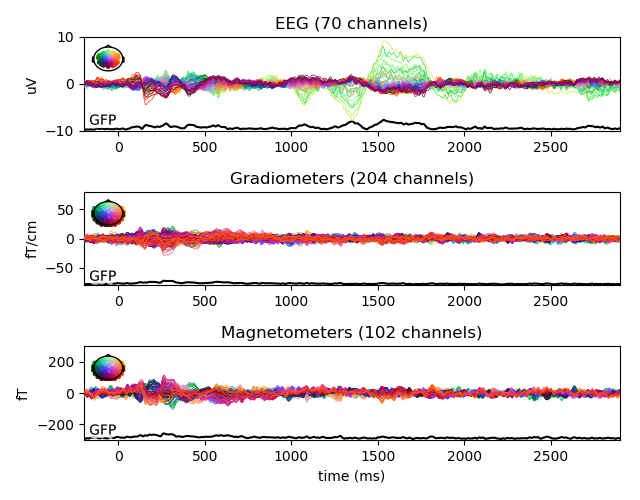 EEG (70 channels)
10
0
−10
uV
GFP
0 500 1000 1500 2000 2500
Gradiometers (204 channels)
50
0
−50
fT/cm
GFP
0 500 1000 1500 2000 2500
Magnetometers (102 channels)
200
0
−200
fT
GFP
0 500 1000 1500 2000 2500
time (ms)